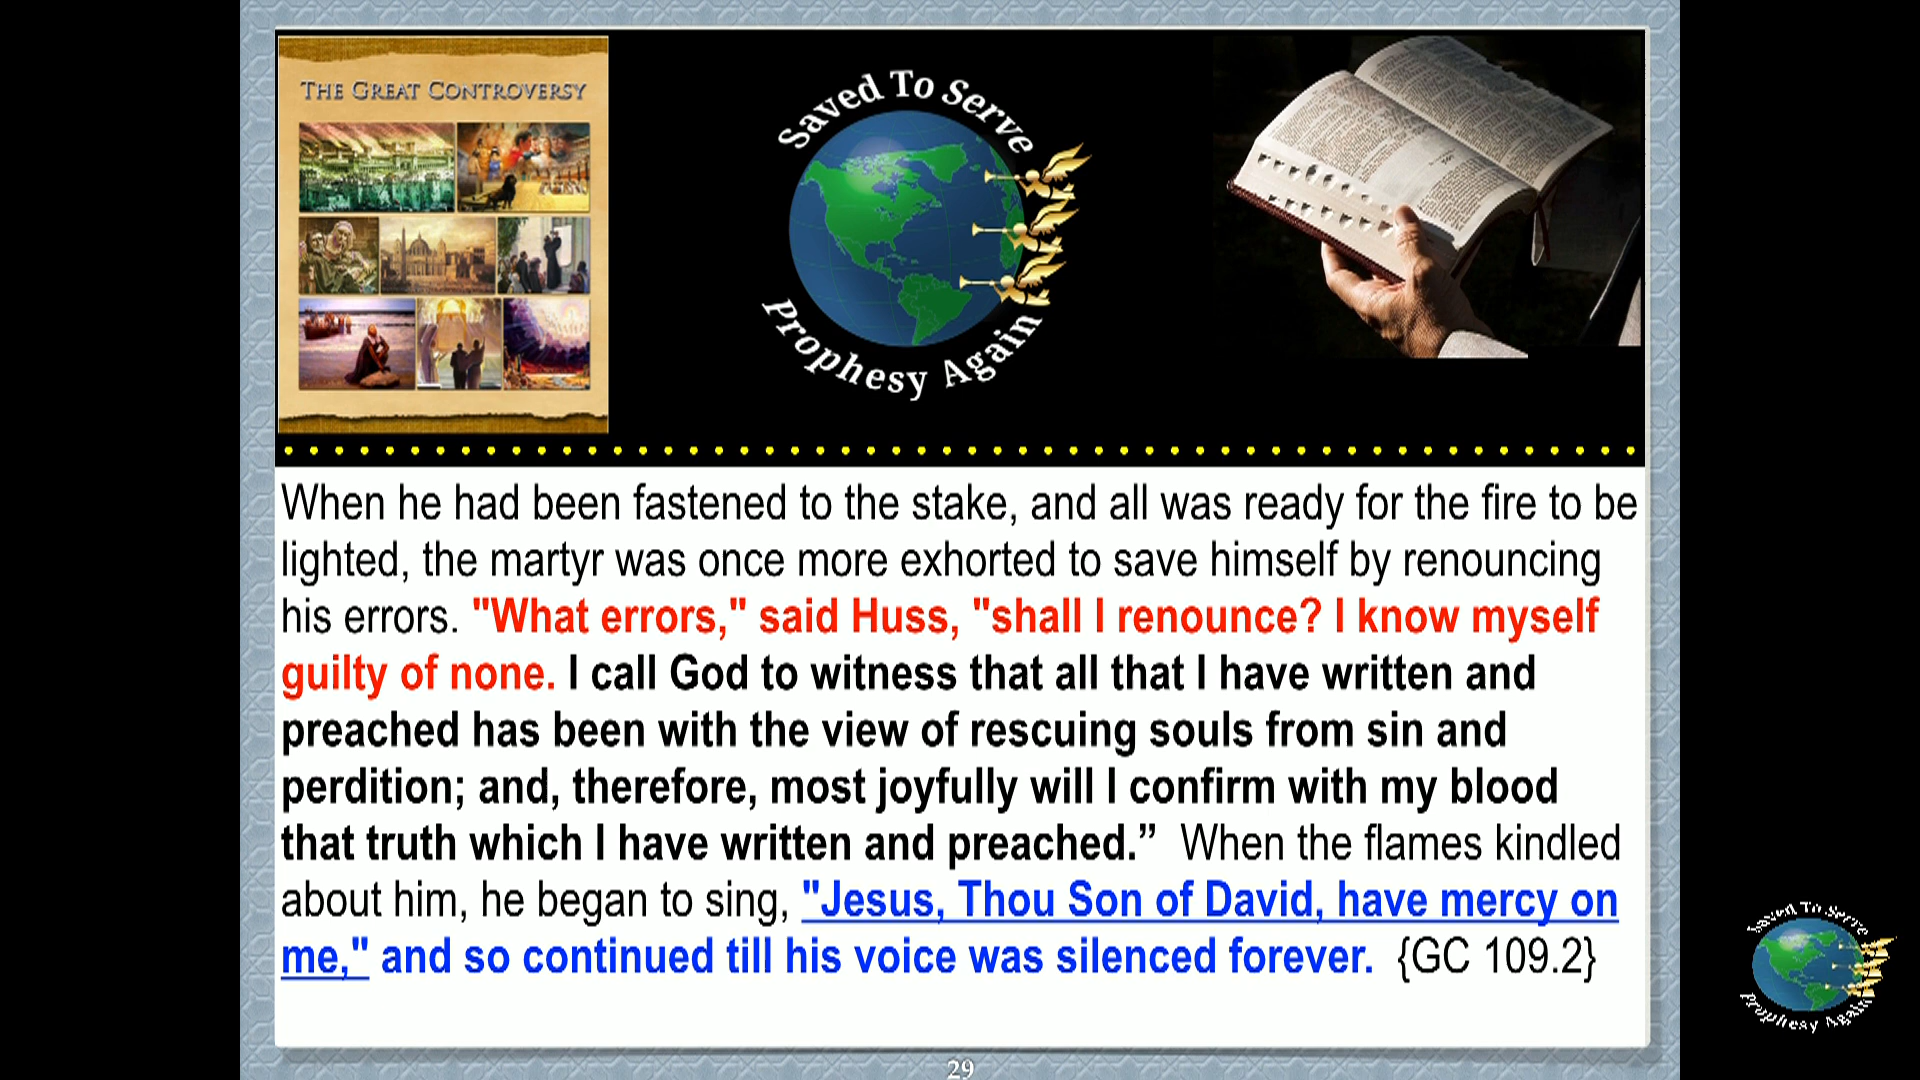 THE GREAT CONTROVERSY
Saved To Serve
Prophesy Again
When he had been fastened to the stake, and all was ready for the fire to be
lighted, the martyr was once more exhorted to save himself by renouncing
his errors. "What errors," said Huss, "shall I renounce? I know myself
guilty of none. I call God to witness that all that I have written and
preached has been with the view of rescuing souls from sin and
perdition; and, therefore, most joyfully will I confirm with my blood
that truth which I have written and preached.”  When the flames kindled
about him, he began to sing, "Jesus, Thou Son of David, have mercy on
me," and so continued till his voice was silenced forever.  {GC 109.2}
Saved To Serve
Prophesy Again
29